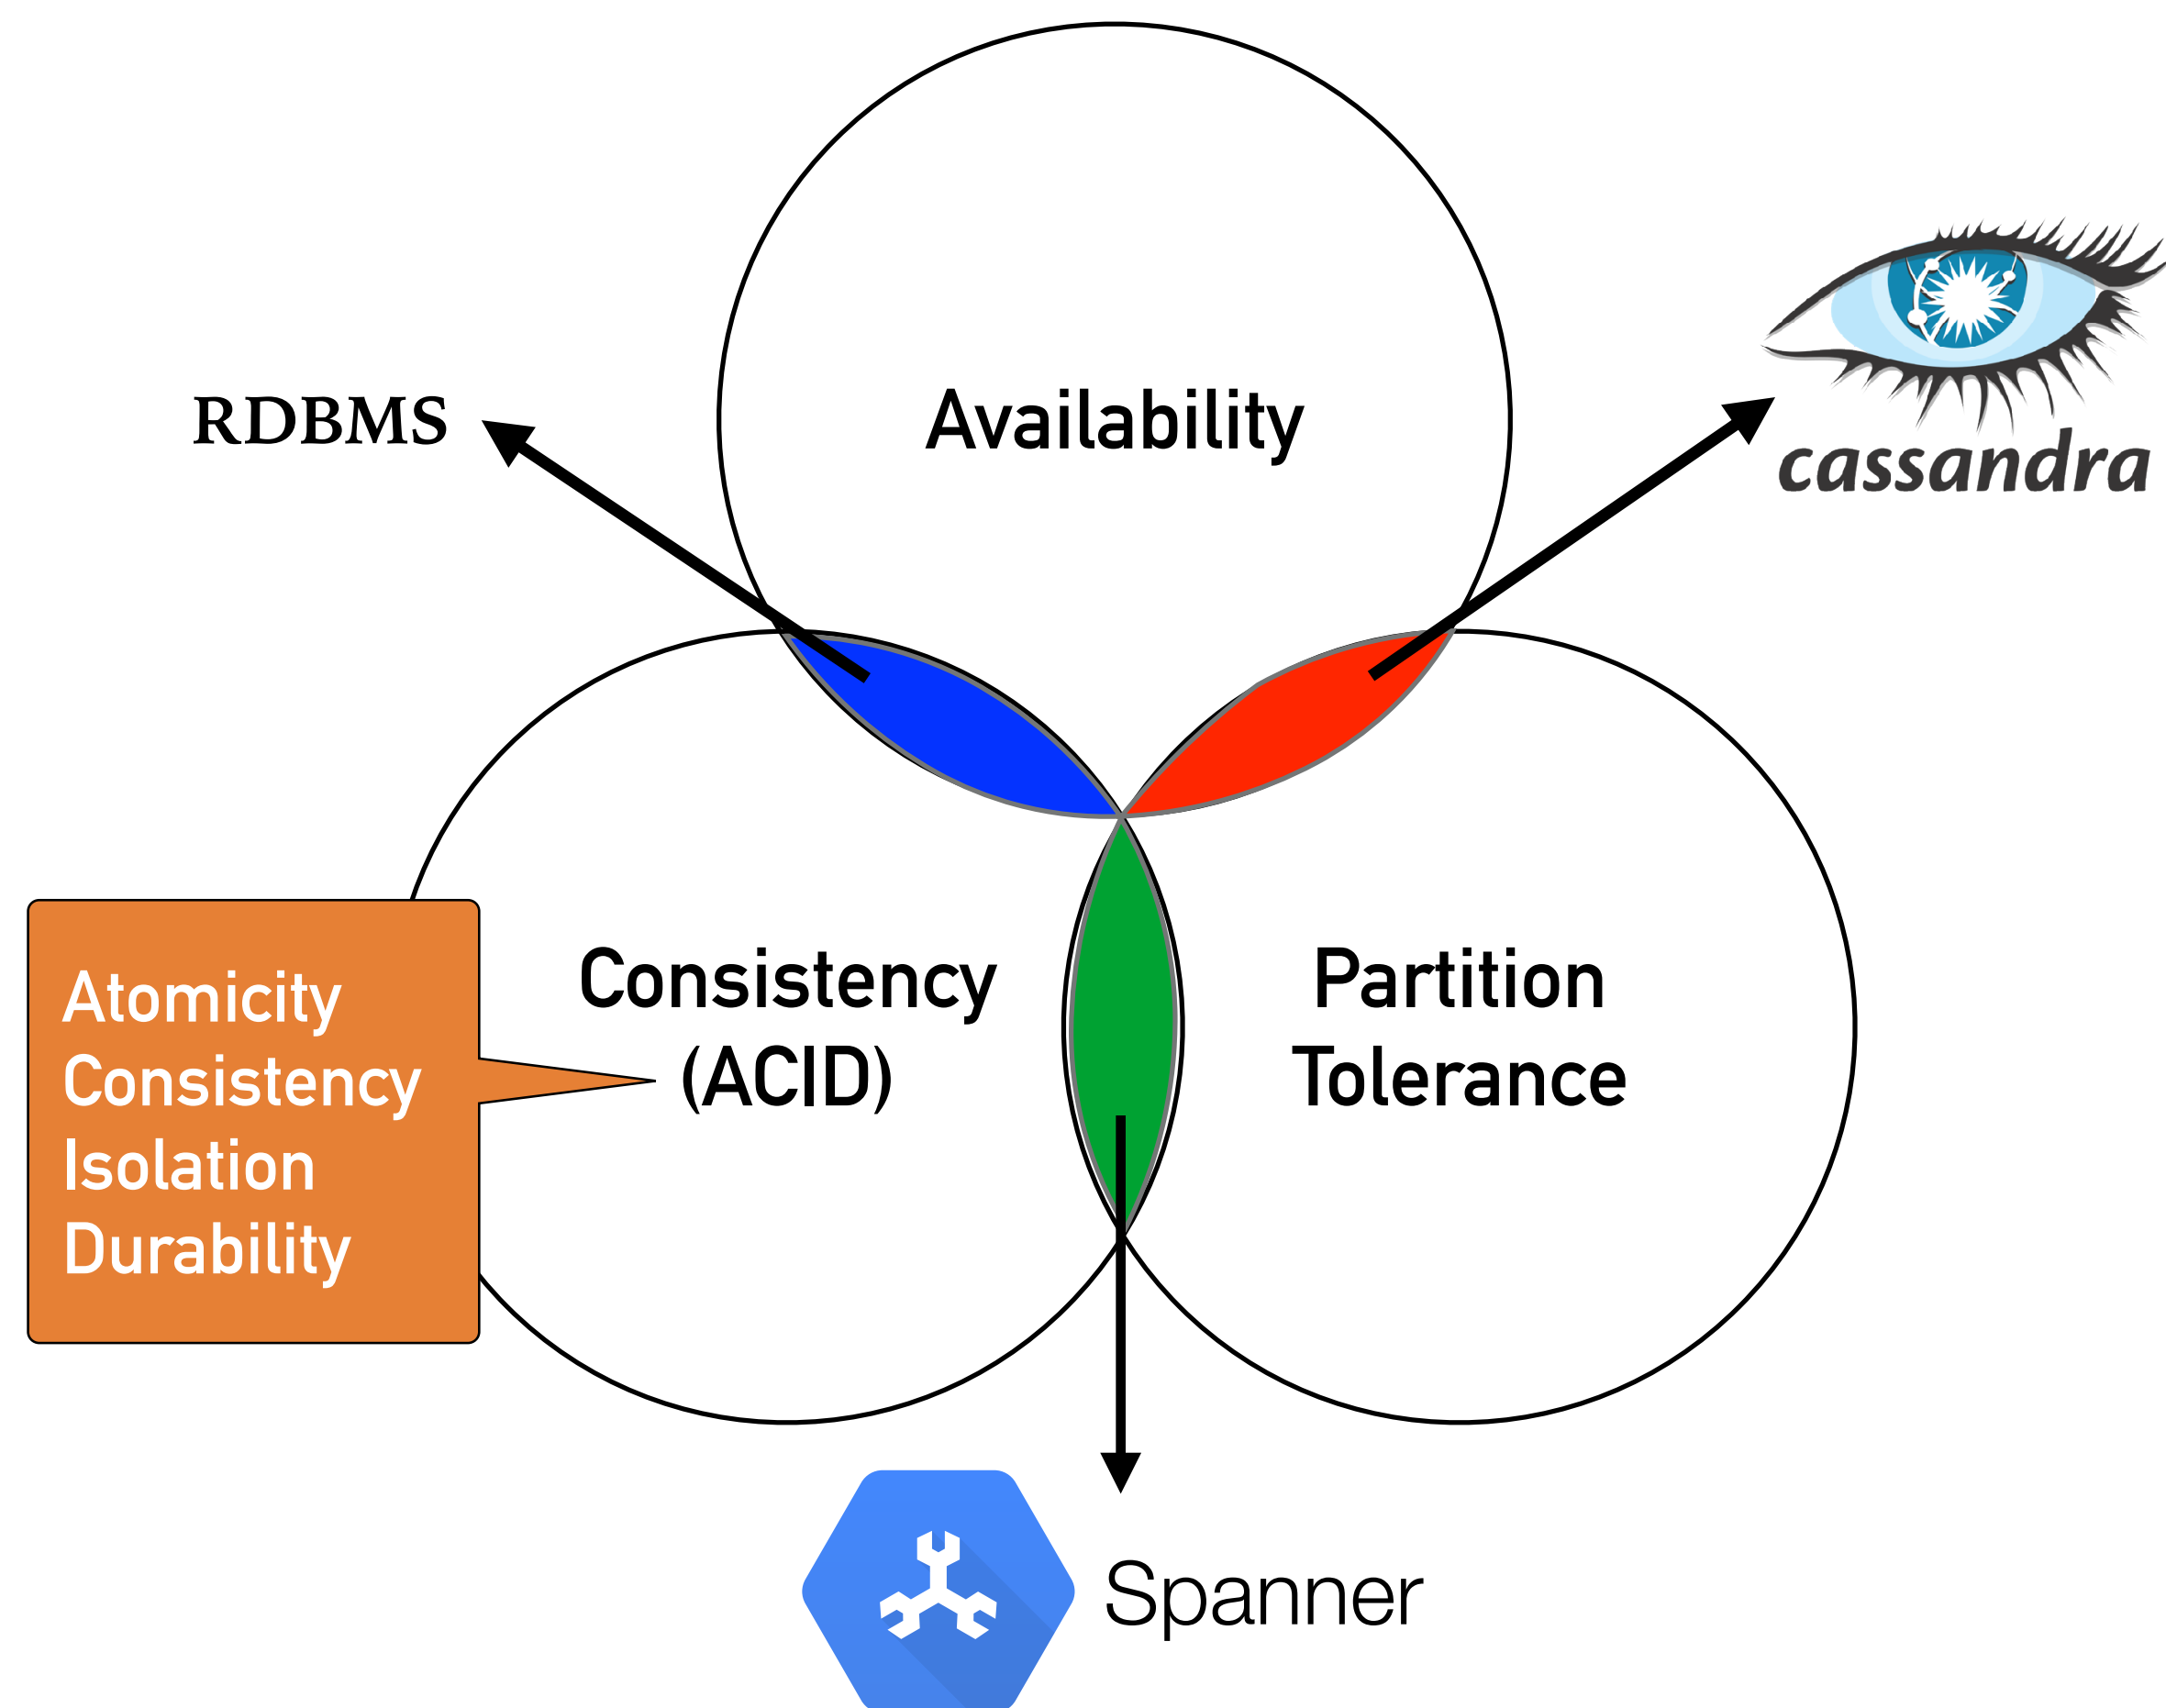 Availability
RDBMS
cassandra
Consistency
(ACID)
Partition
Tolerance
Atomicity
Consistency
Isolation
Durability
Spanner